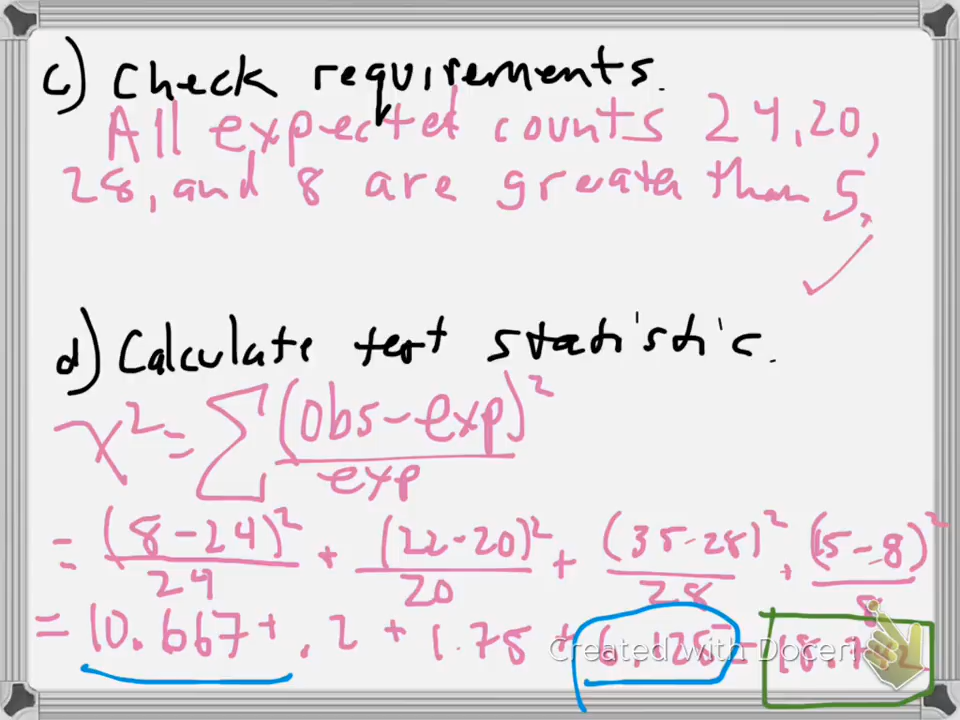 c) Check requirements.
All expected counts 24, 20,
28, and 8 are greater than 5.
d) Calculate test statistic.
χ² = Σ (Obs - exp)² / exp
= (8 - 24)² / 24 + (22 - 20)² / 20 + (35 - 28)² / 28 + (15 - 8)² / 8
= 10.667 + .2 + 1.78 + 6.125 =
Created with Doceri